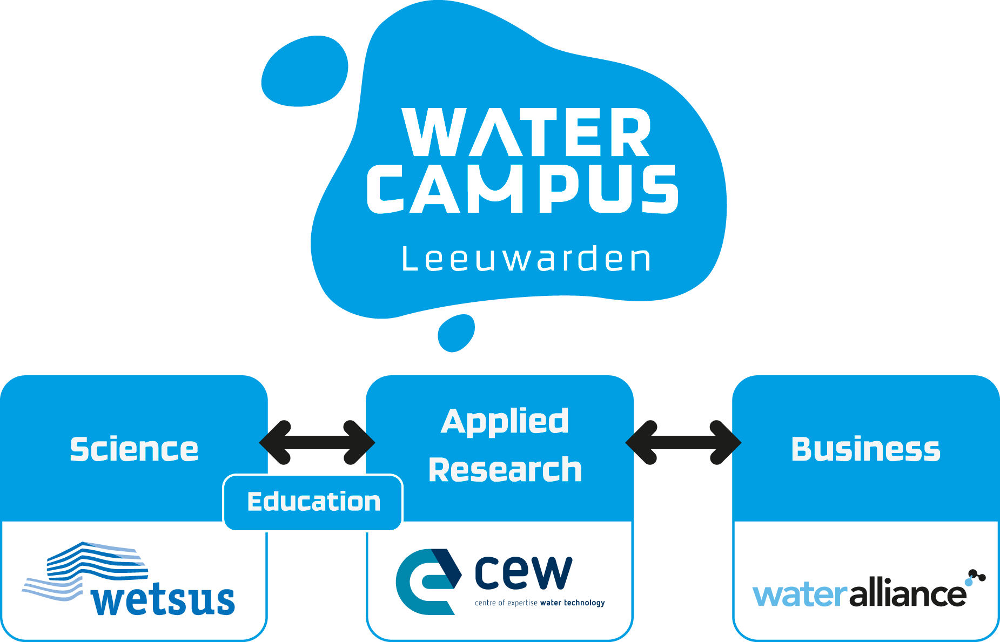 WATER
CAMPUS
Leeuwarden
Science
Applied
Research
Business
Education
wetsus
cew
centre of expertise water technology
wateralliance